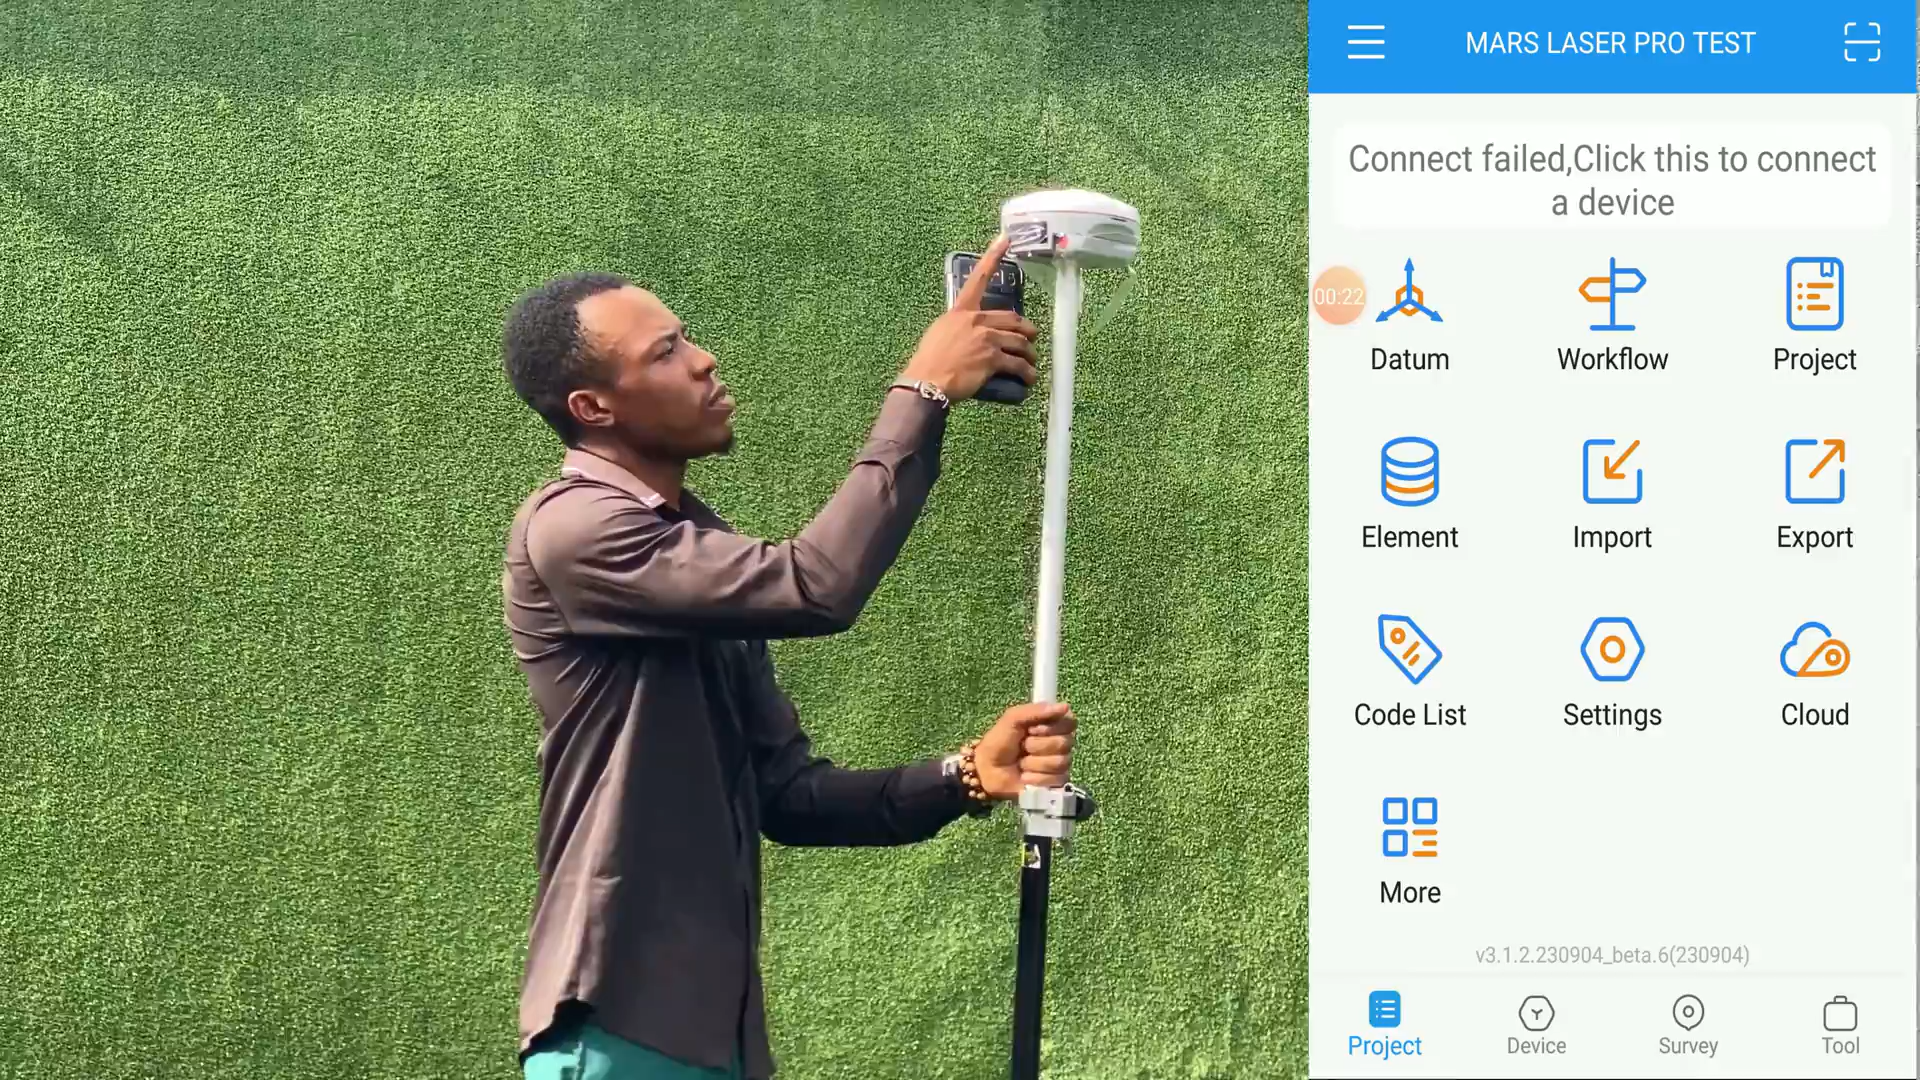 MARS LASER PRO TEST
Connect failed,Click this to connect
a device
00:22
Datum
Workflow
Project
Element
Import
Export
Code List
Settings
Cloud
More
v3.1.2.230904_beta.6(230904)
Project
Device
Survey
Tool